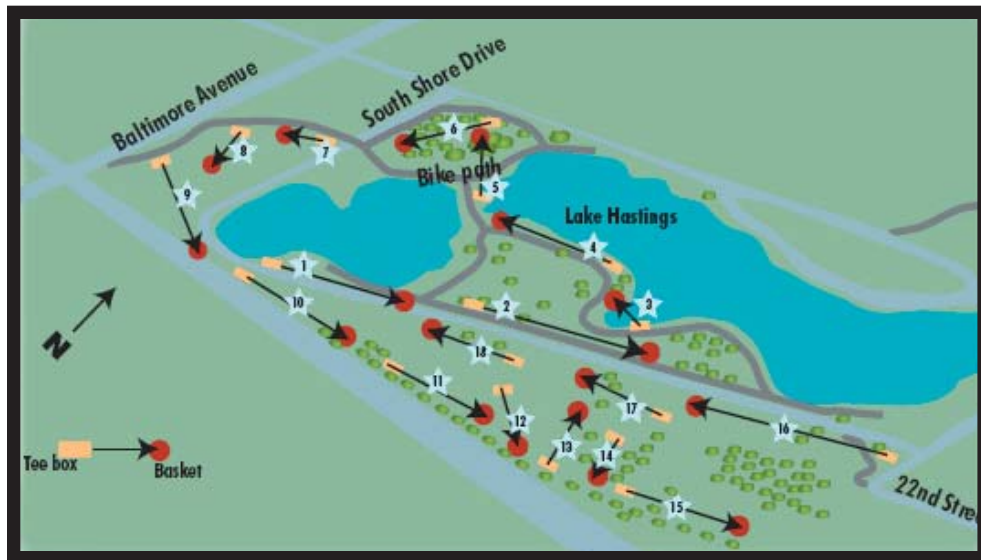 Baltimore Avenue
South Shore Drive
6
8
7
Bike path
5
9
Lake Hastings
4
1
10
2
3
N
18
11
12
17
16
13
14
Tee box
Basket
15
22nd Stree